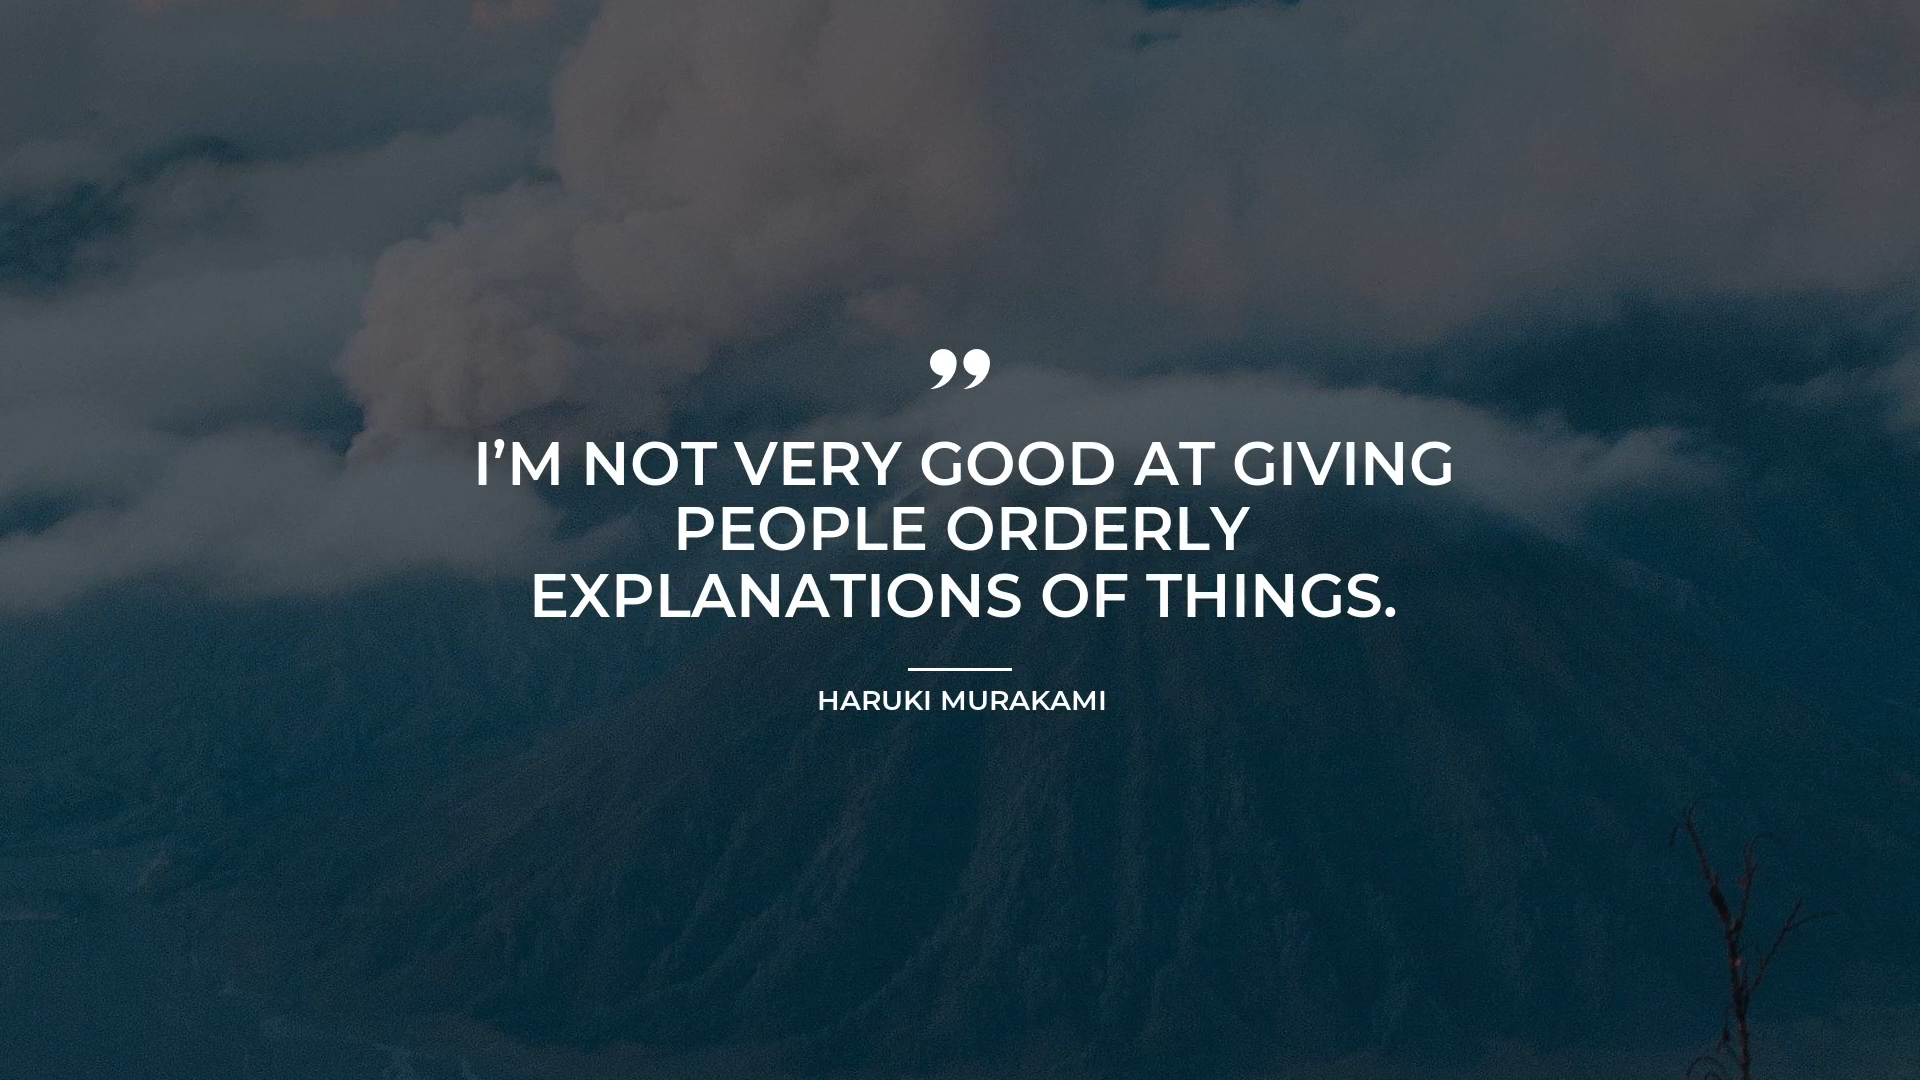 ”
I’M NOT VERY GOOD AT GIVING
PEOPLE ORDERLY
EXPLANATIONS OF THINGS.
HARUKI MURAKAMI